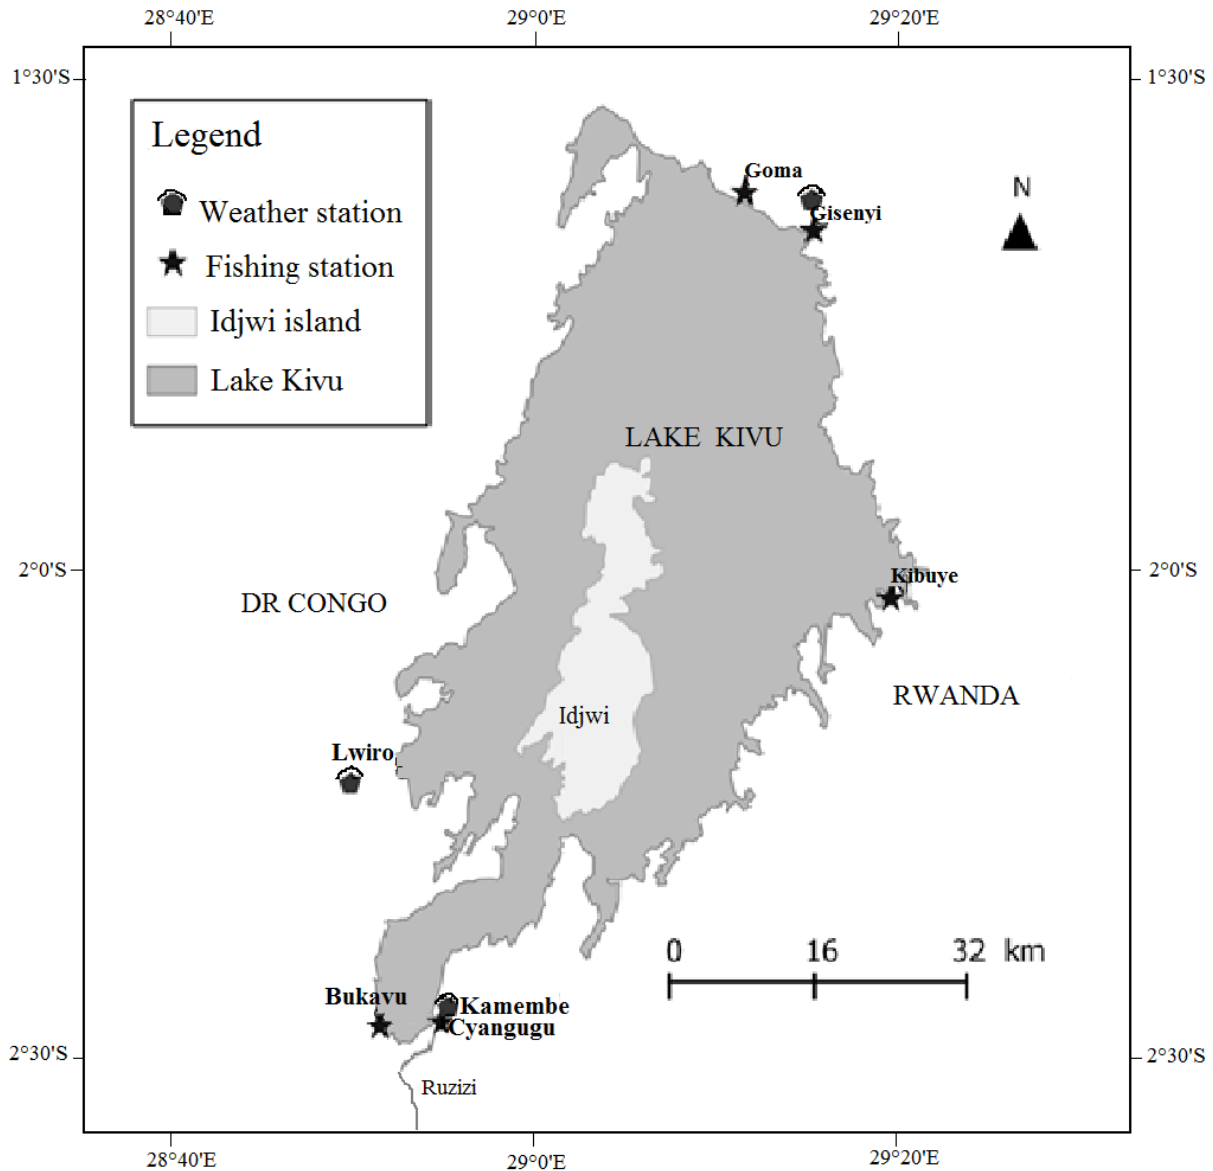 28°40'E 29°0'E 29°20'E
1°30'S 1°30'S
Legend
Weather station
Fishing station
Idjwi island
Lake Kivu
Goma
N
Gisenyi
LAKE KIVU
2°0'S 2°0'S
Kibuye
DR CONGO
RWANDA
Idjwi
Lwiro
0 16 32 km
Bukavu
Kamembe
Cyangugu
2°30'S 2°30'S
Ruzizi
28°40'E 29°0'E 29°20'E